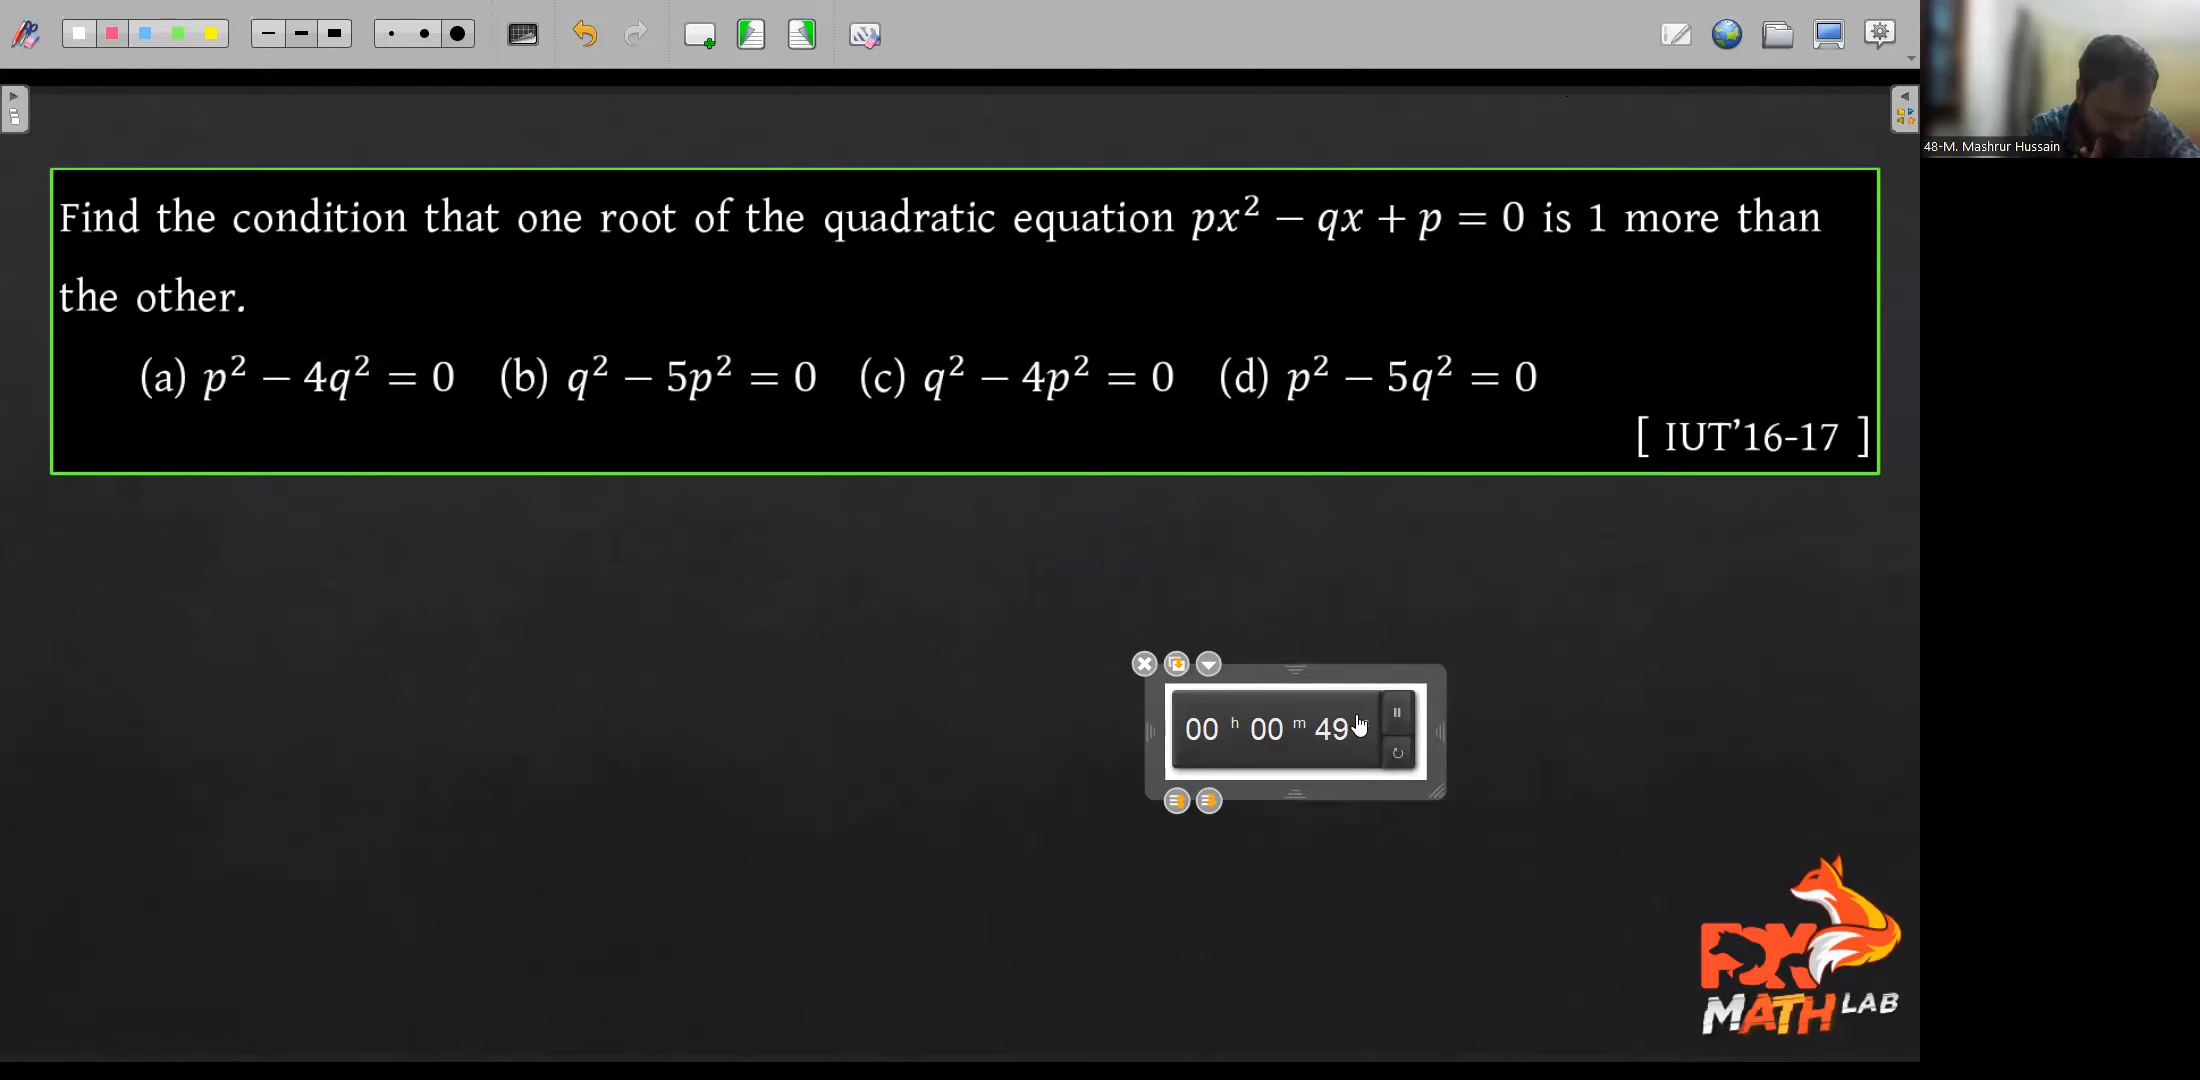 48-M. Mashrur Hussain
Find the condition that one root of the quadratic equation px² − qx + p = 0 is 1 more than
the other.
(a) p² − 4q² = 0 (b) q² − 5p² = 0 (c) q² − 4p² = 0 (d) p² − 5q² = 0
[ IUT’16-17 ]
00 h 00 m 49
FOX
MATH LAB